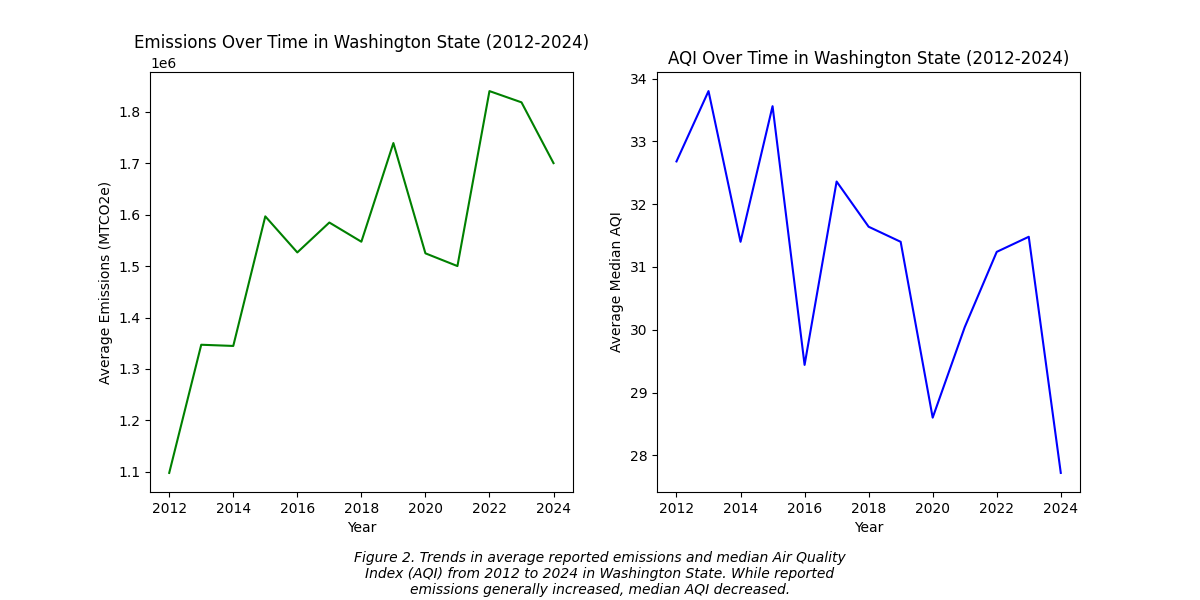 Emissions Over Time in Washington State (2012-2024)
1e6
1.8
1.7
1.6
1.5
1.4
1.3
1.2
1.1
Average Emissions (MTCO2e)
2012 2014 2016 2018 2020 2022 2024
Year
AQI Over Time in Washington State (2012-2024)
34
33
32
31
30
29
28
Average Median AQI
2012 2014 2016 2018 2020 2022 2024
Year
Figure 2. Trends in average reported emissions and median Air Quality
Index (AQI) from 2012 to 2024 in Washington State. While reported
emissions generally increased, median AQI decreased.